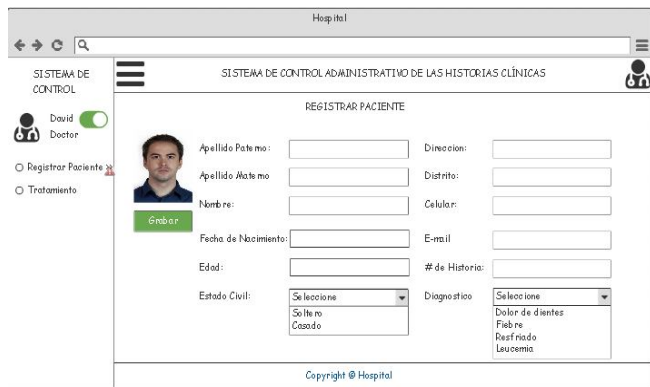 Hospital
SISTEMA DE
CONTROL
SISTEMA DE CONTROL ADMINISTRATIVO DE LAS HISTORIAS CLÍNICAS
David
Doctor
Registrar Paciente
Tratamiento
REGISTRAR PACIENTE
Grabar
Apellido Paterno:
Apellido Materno
Nombre:
Fecha de Nacimiento:
Edad:
Estado Civil:
Seleccione
Soltero
Casado
Direccion:
Distrito:
Celular:
E-mail
# de Historia:
Diagnostico
Seleccione
Dolor de dientes
Fiebre
Resfriado
Leucemia
Copyright @ Hospital